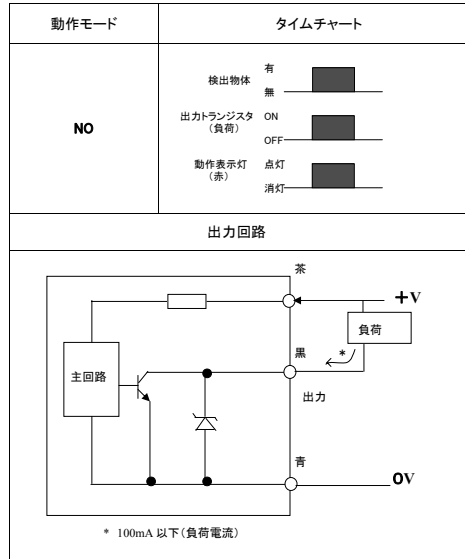 動作モード
タイムチャート
NO
検出物体
有
無
出力トランジスタ
(負荷)
ON
OFF
動作表示灯
(赤)
点灯
消灯
出力回路
茶
+V
負荷
*
黒
主回路
出力
青
0V
* 100mA 以下(負荷電流)